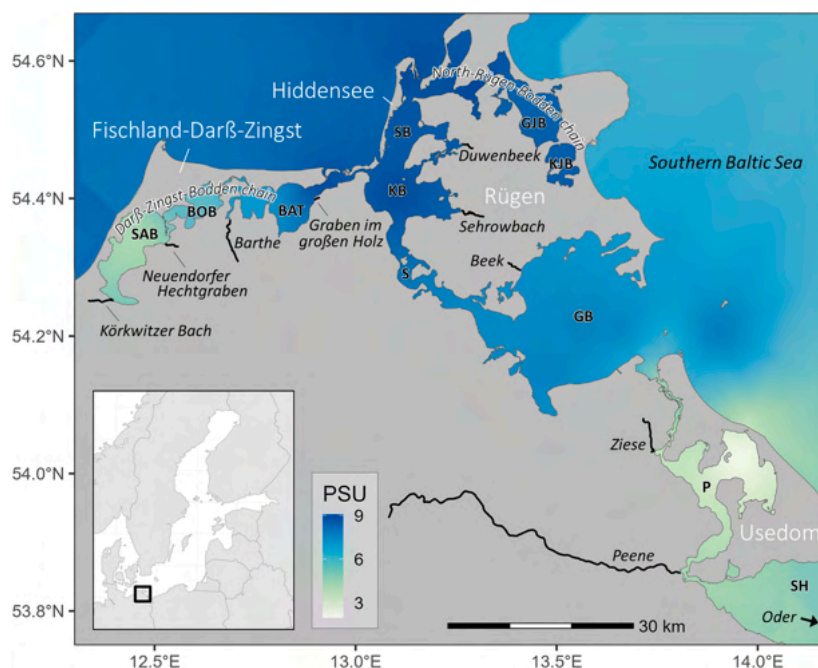 54.6°N
54.4°N
54.2°N
54.0°N
53.8°N
12.5°E
13.0°E
13.5°E
14.0°E
Hiddensee
North-Rügen-Bodden chain
Fischland-Darß-Zingst
Darß-Zingst-Bodden chain
SB
GJB
KJB
Duwenbeek
Southern Baltic Sea
KB
Rügen
SAB
BOB
BAT
Graben im
großen Holz
Sehrowbach
Barthe
Neuendorfer
Hechtgraben
Beek
S
GB
Körkwitzer Bach
Ziese
P
Usedom
PSU
9
6
3
Peene
SH
Oder
30 km